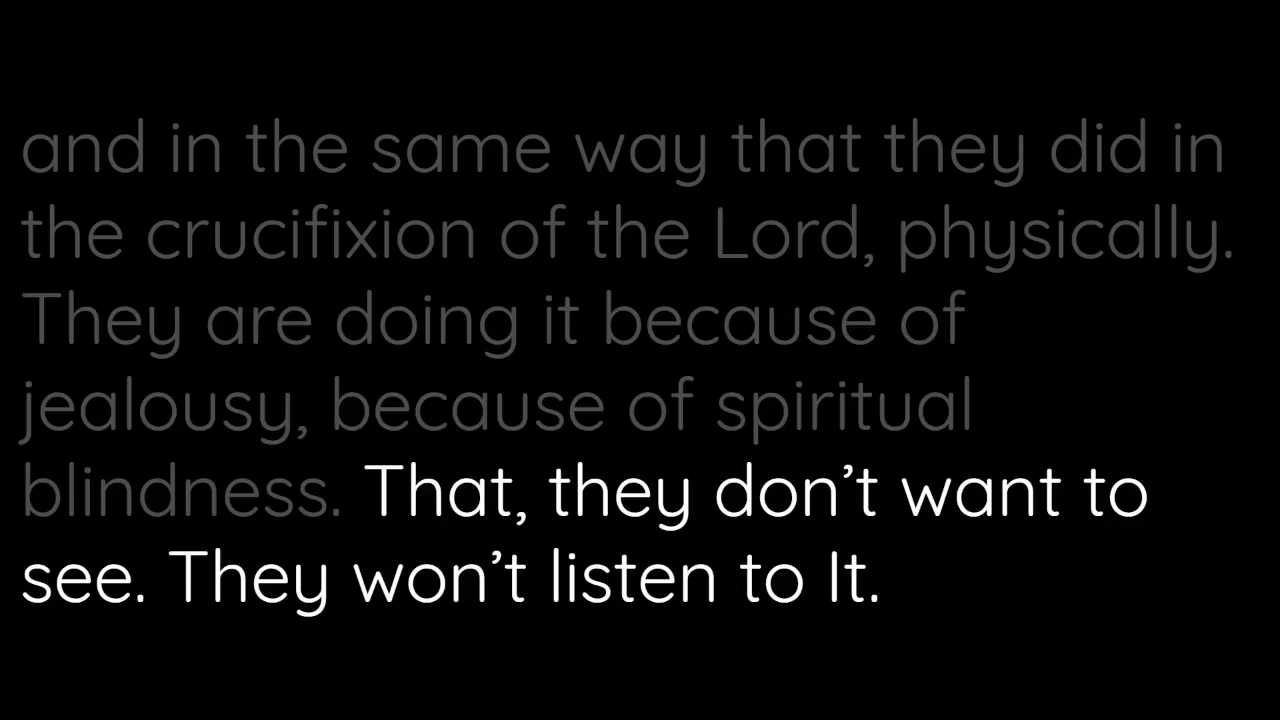 and in the same way that they did in
the crucifixion of the Lord, physically.
They are doing it because of
jealousy, because of spiritual
blindness. That, they don’t want to
see. They won’t listen to It.